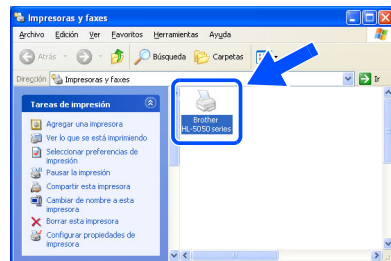 Impresoras y faxes
Archivo Edición Ver Favoritos Herramientas Ayuda
Atrás Búsqueda Carpetas
Dirección Impresoras y faxes Ir
Tareas de impresión
Agregar una impresora
Ver lo que se está imprimiendo
Seleccionar preferencias de
impresión
Pausar la impresión
Compartir esta impresora
Cambiar de nombre a esta
impresora
Borrar esta impresora
Configurar propiedades de
impresora
Brother
HL-5050 series